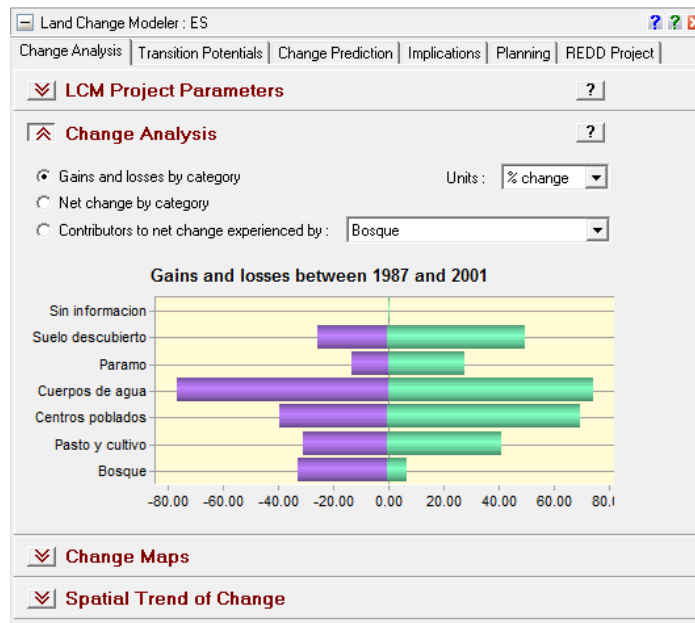 Land Change Modeler : ES ? ?
Change Analysis Transition Potentials Change Prediction Implications Planning REDD Project
LCM Project Parameters ?
Change Analysis ?
Gains and losses by category Units : % change
Net change by category
Contributors to net change experienced by : Bosque
Gains and losses between 1987 and 2001
Sin informacion
Suelo descubierto
Paramo
Cuerpos de agua
Centros poblados
Pasto y cultivo
Bosque
-80.00 -60.00 -40.00 -20.00 0.00 20.00 40.00 60.00 80.
Change Maps
Spatial Trend of Change